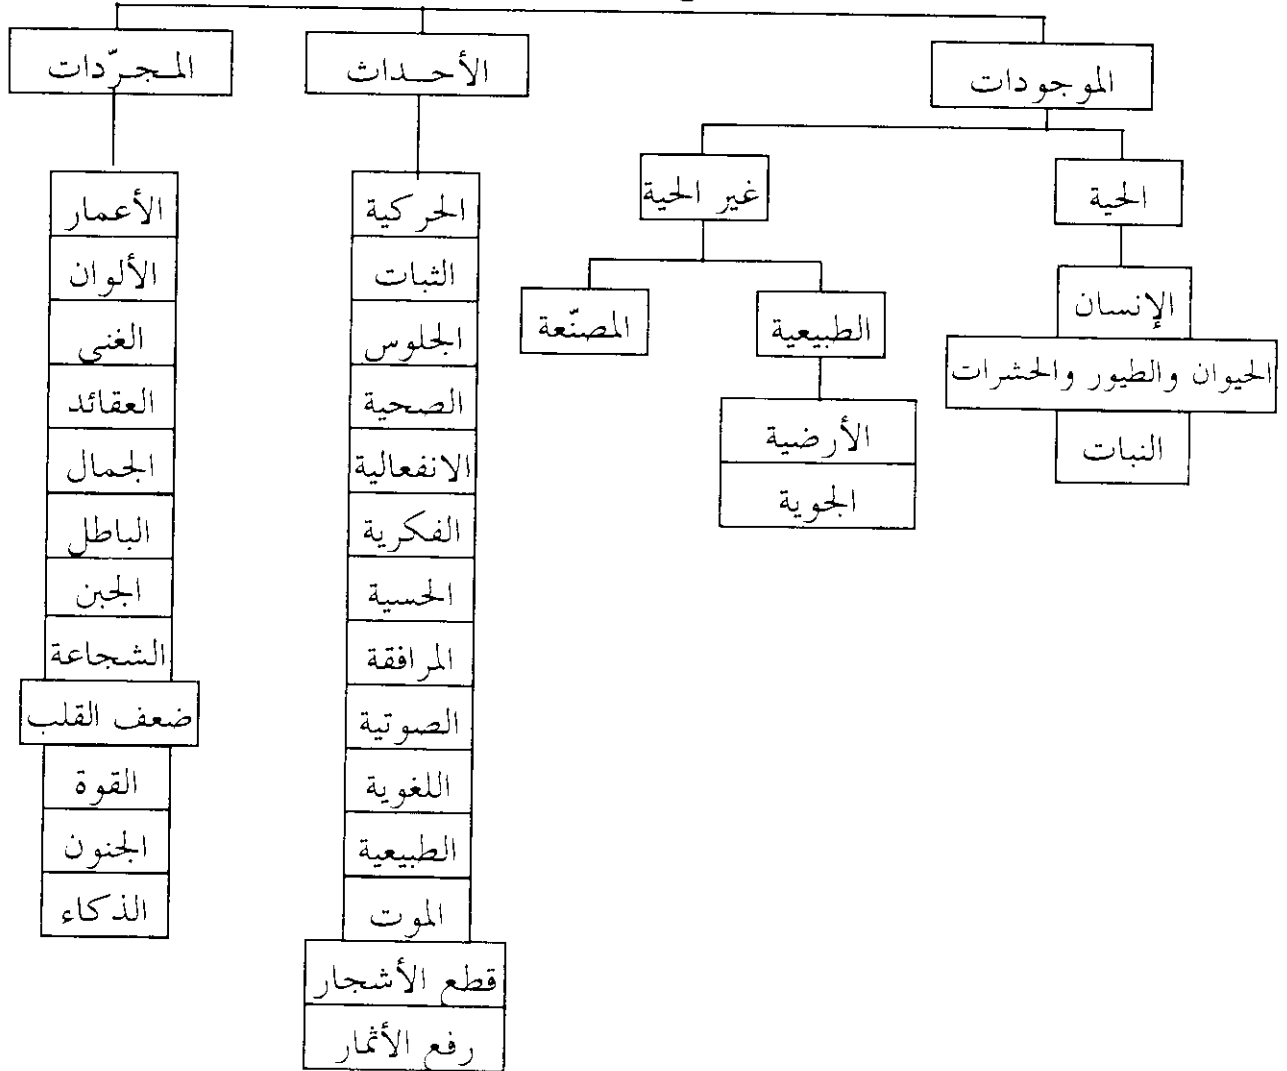 الموجودات
الأحداث
المجرّدات
الحية
غير الحية
الإنسان
الحيوان والطيور والحشرات
النبات
الطبيعية
المصنّعة
الأرضية
الجوية
الحركية
الثبات
الجلوس
الصحية
الانفعالية
الفكرية
الحسية
المرافقة
الصوتية
اللغوية
الطبيعية
الموت
قطع الأشجار
رفع الأثمار
الأعمار
الألوان
الغنى
العقائد
الجمال
الباطل
الجبن
الشجاعة
ضعف القلب
القوة
الجنون
الذكاء